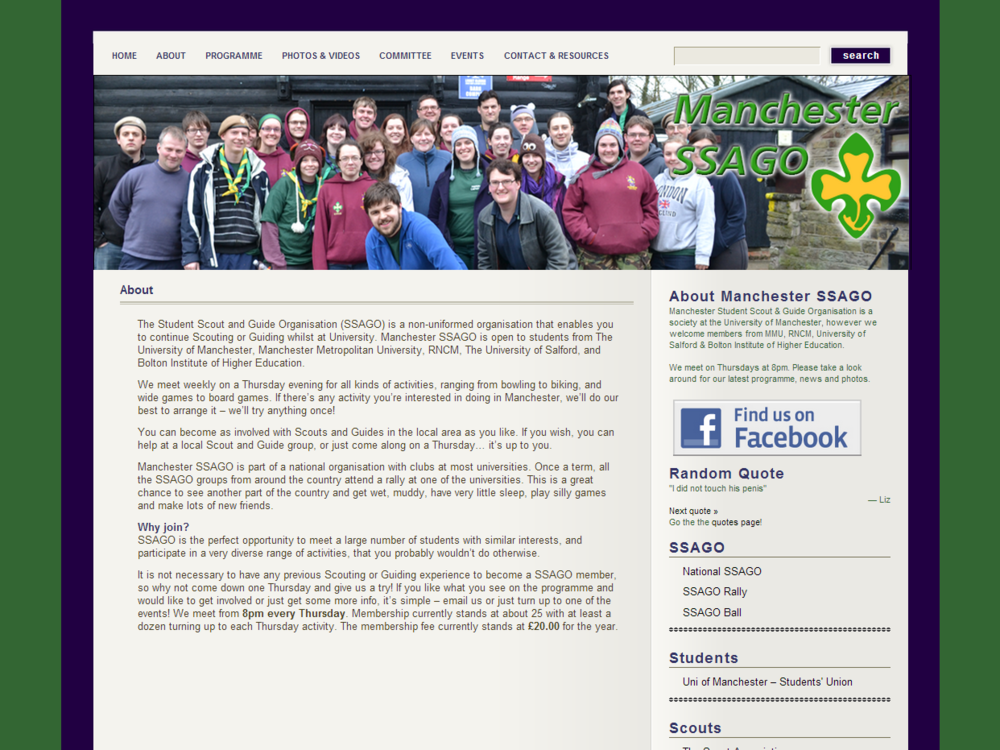 HOME ABOUT PROGRAMME PHOTOS & VIDEOS COMMITTEE EVENTS CONTACT & RESOURCES search
Manchester
SSAGO
About
The Student Scout and Guide Organisation (SSAGO) is a non-uniformed organisation that enables you
to continue Scouting or Guiding whilst at University. Manchester SSAGO is open to students from The
University of Manchester, Manchester Metropolitan University, RNCM, The University of Salford, and
Bolton Institute of Higher Education.
We meet weekly on a Thursday evening for all kinds of activities, ranging from bowling to biking, and
wide games to board games. If there's any activity you're interested in doing in Manchester, we'll do our
best to arrange it – we'll try anything once!
You can become as involved with Scouts and Guides in the local area as you like. If you wish, you can
help at a local Scout and Guide group, or just come along on a Thursday… it's up to you.
Manchester SSAGO is part of a national organisation with clubs at most universities. Once a term, all
the SSAGO groups from around the country attend a rally at one of the universities. This is a great
chance to see another part of the country and get wet, muddy, have very little sleep, play silly games
and make lots of new friends.
Why join?
SSAGO is the perfect opportunity to meet a large number of students with similar interests, and
participate in a very diverse range of activities, that you probably wouldn't do otherwise.
It is not necessary to have any previous Scouting or Guiding experience to become a SSAGO member,
so why not come down one Thursday and give us a try! If you like what you see on the programme and
would like to get involved or just get some more info, it's simple – email us or just turn up to one of the
events! We meet from 8pm every Thursday. Membership currently stands at about 25 with at least a
dozen turning up to each Thursday activity. The membership fee currently stands at £20.00 for the year.
About Manchester SSAGO
Manchester Student Scout & Guide Organisation is a
society at the University of Manchester, however we
welcome members from MMU, RNCM, University of
Salford & Bolton Institute of Higher Education.
We meet on Thursdays at 8pm. Please take a look
around for our latest programme, news and photos.
Find us on
Facebook
Random Quote
"I did not touch his penis"
— Liz
Next quote »
Go the the quotes page!
SSAGO
National SSAGO
SSAGO Rally
SSAGO Ball
Students
Uni of Manchester – Students' Union
Scouts